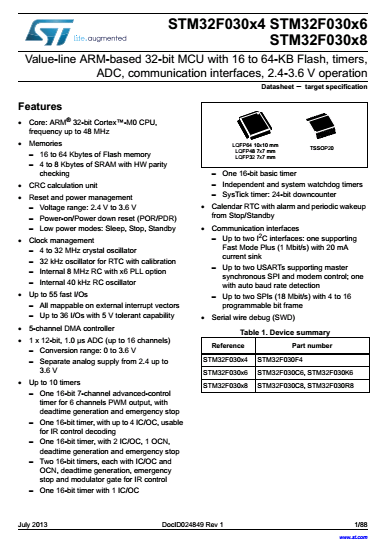 ST
life.augmented
STM32F030x4 STM32F030x6
STM32F030x8
Value-line ARM-based 32-bit MCU with 16 to 64-KB Flash, timers,
ADC, communication interfaces, 2.4-3.6 V operation
Datasheet − target specification
Features
• Core: ARM® 32-bit Cortex™-M0 CPU,
frequency up to 48 MHz
• Memories
– 16 to 64 Kbytes of Flash memory
– 4 to 8 Kbytes of SRAM with HW parity
checking
• CRC calculation unit
• Reset and power management
– Voltage range: 2.4 V to 3.6 V
– Power-on/Power down reset (POR/PDR)
– Low power modes: Sleep, Stop, Standby
• Clock management
– 4 to 32 MHz crystal oscillator
– 32 kHz oscillator for RTC with calibration
– Internal 8 MHz RC with x6 PLL option
– Internal 40 kHz RC oscillator
• Up to 55 fast I/Os
– All mappable on external interrupt vectors
– Up to 36 I/Os with 5 V tolerant capability
• 5-channel DMA controller
• 1 x 12-bit, 1.0 µs ADC (up to 16 channels)
– Conversion range: 0 to 3.6 V
– Separate analog supply from 2.4 up to
3.6 V
• Up to 10 timers
– One 16-bit 7-channel advanced-control
timer for 6 channels PWM output, with
deadtime generation and emergency stop
– One 16-bit timer, with up to 4 IC/OC, usable
for IR control decoding
– One 16-bit timer, with 2 IC/OC, 1 OCN,
deadtime generation and emergency stop
– Two 16-bit timers, each with IC/OC and
OCN, deadtime generation, emergency
stop and modulator gate for IR control
– One 16-bit timer with 1 IC/OC
LQFP64 10x10 mm
LQFP48 7x7 mm
LQFP32 7x7 mm
TSSOP20
– One 16-bit basic timer
– Independent and system watchdog timers
– SysTick timer: 24-bit downcounter
• Calendar RTC with alarm and periodic wakeup
from Stop/Standby
• Communication interfaces
– Up to two I²C interfaces: one supporting
Fast Mode Plus (1 Mbit/s) with 20 mA
current sink
– Up to two USARTs supporting master
synchronous SPI and modem control; one
with auto baud rate detection
– Up to two SPIs (18 Mbit/s) with 4 to 16
programmable bit frame
• Serial wire debug (SWD)
Table 1. Device summary
Reference Part number
STM32F030x4 STM32F030F4
STM32F030x6 STM32F030C6, STM32F030K6
STM32F030x8 STM32F030C8, STM32F030R8
July 2013 DocID024849 Rev 1 1/88
www.st.com